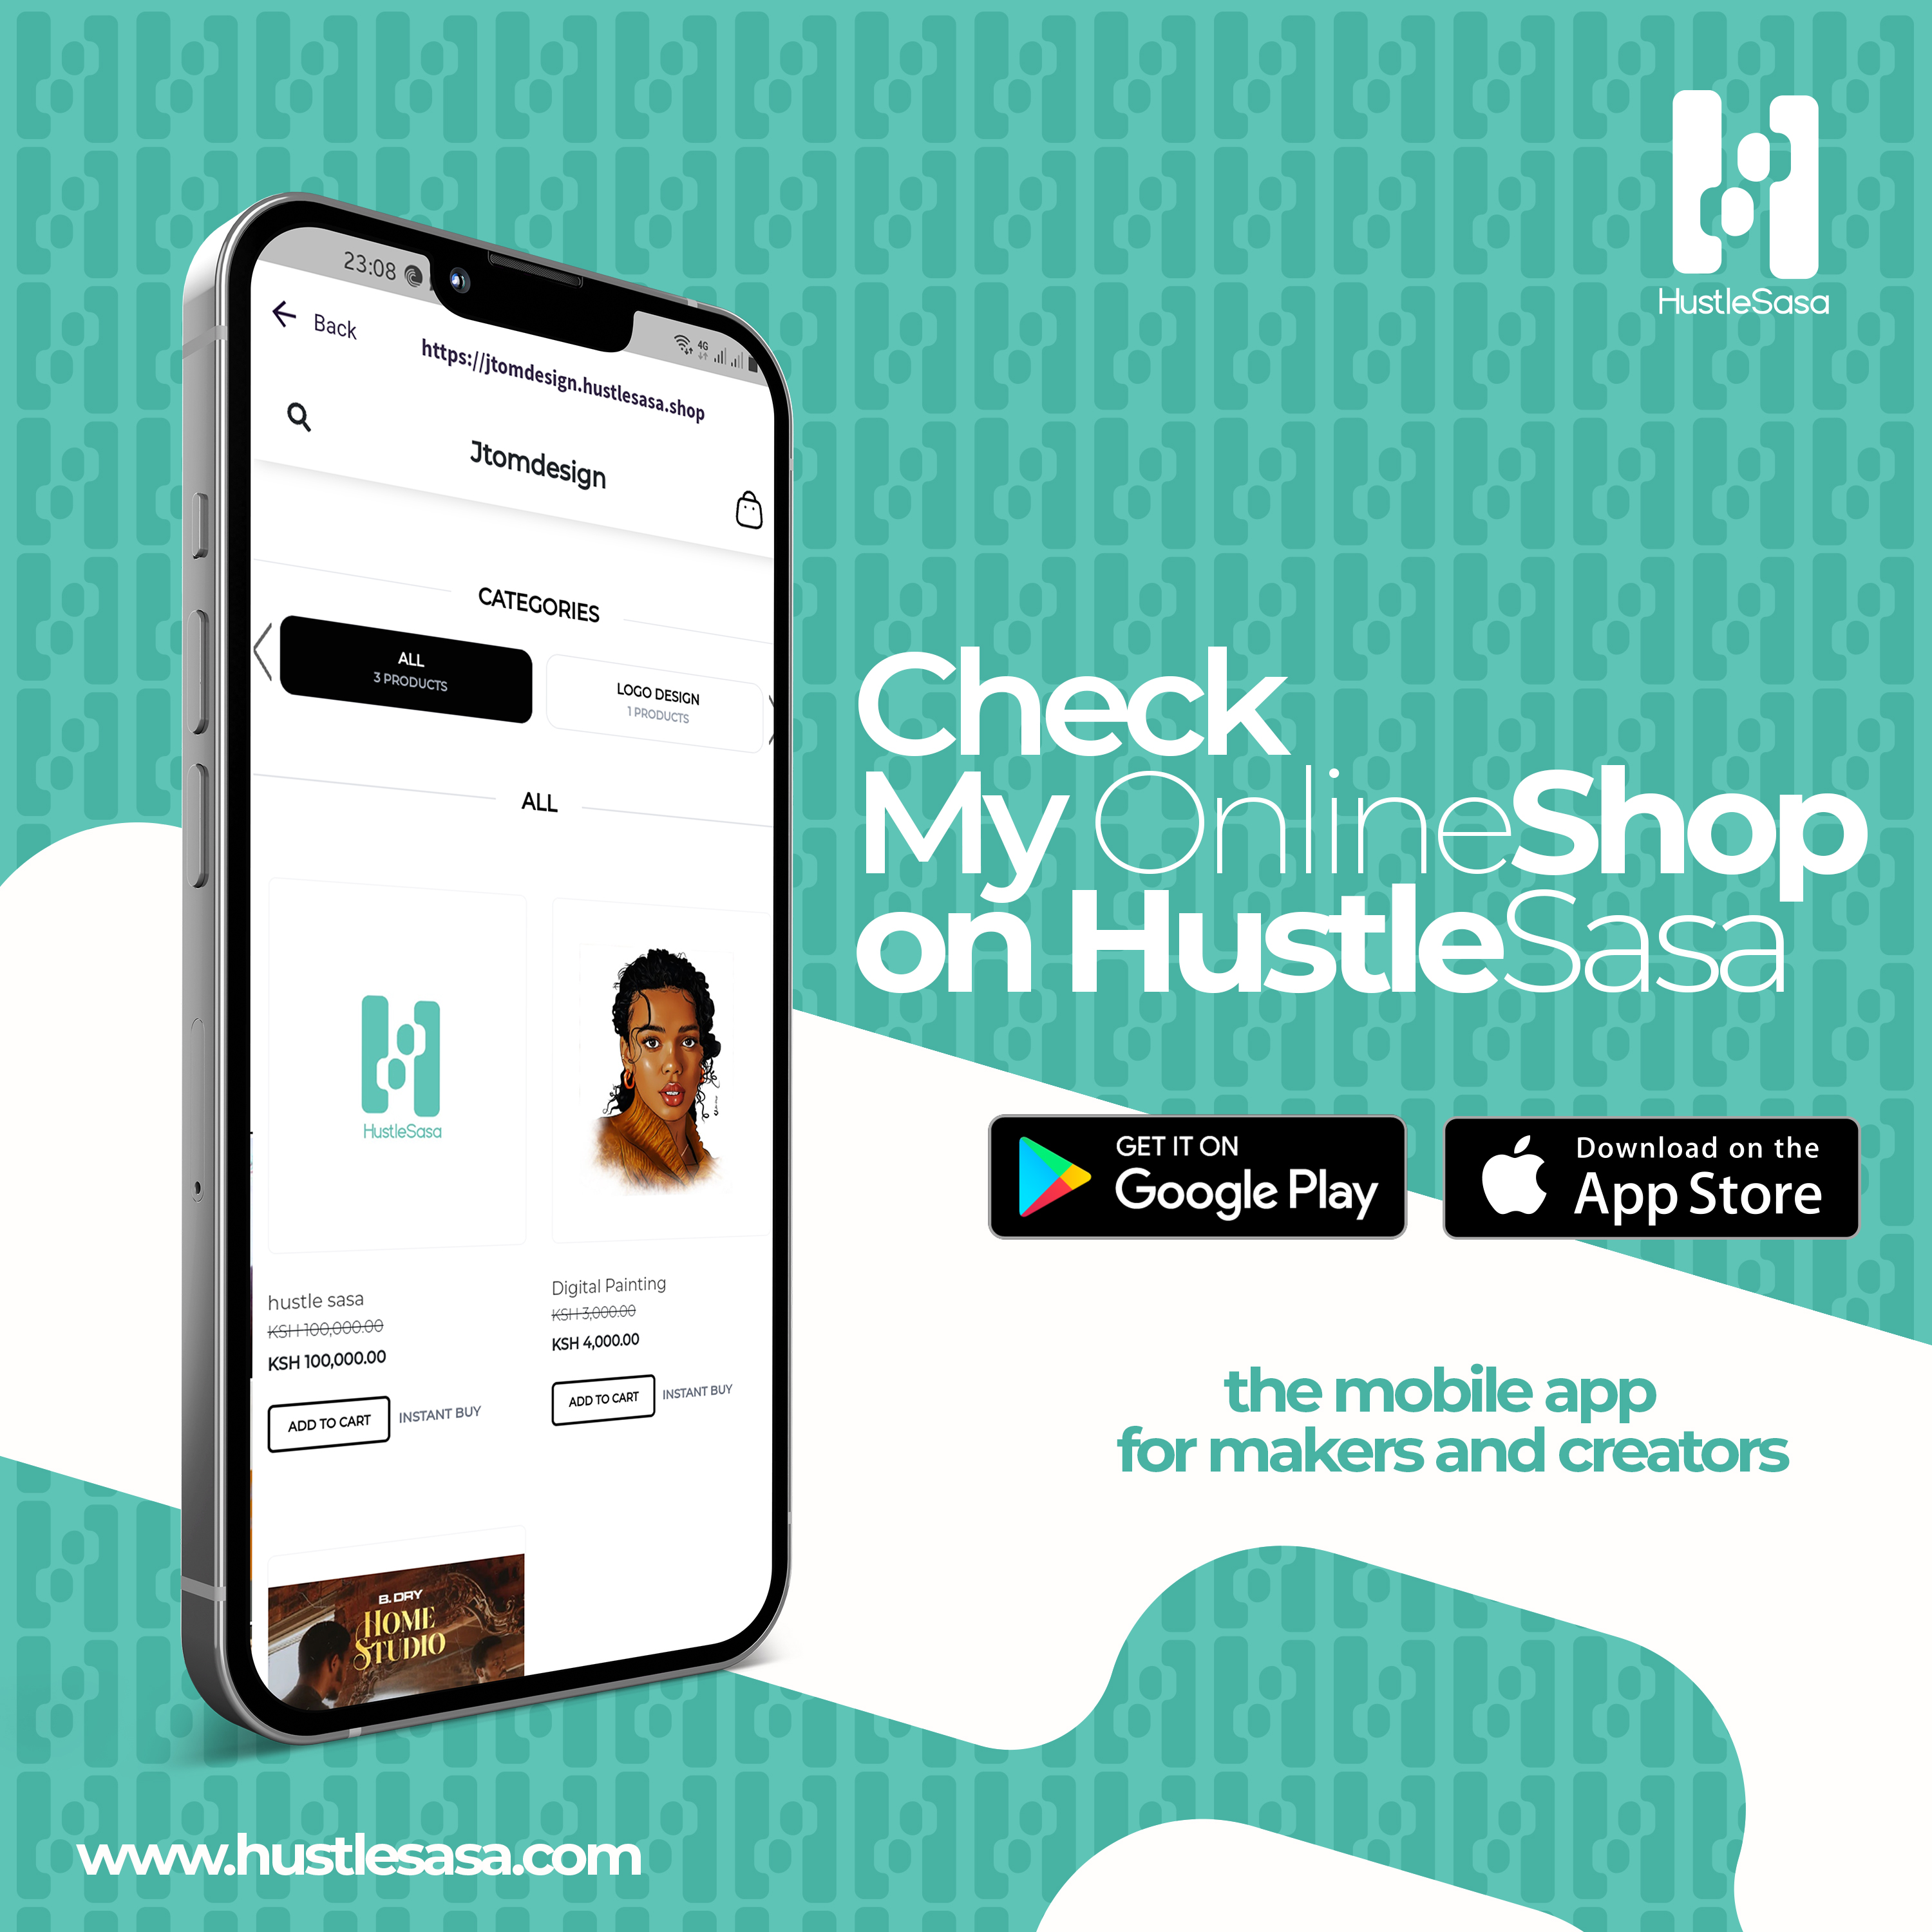 HustleSasa
23:08
4G
Back
https://jtomdesign.hustlesasa.shop
Jtomdesign
CATEGORIES
ALL
3 PRODUCTS
LOGO DESIGN
1 PRODUCTS
ALL
HustleSasa
hustle sasa
KSH 100,000.00
KSH 100,000.00
ADD TO CART INSTANT BUY
Digital Painting
KSH 3,000.00
KSH 4,000.00
ADD TO CART INSTANT BUY
B. DRY
HOME
STUDIO
Check
My OnlineShop
on HustleSasa
GET IT ON
Google Play
Download on the
App Store
the mobile app
for makers and creators
www.hustlesasa.com